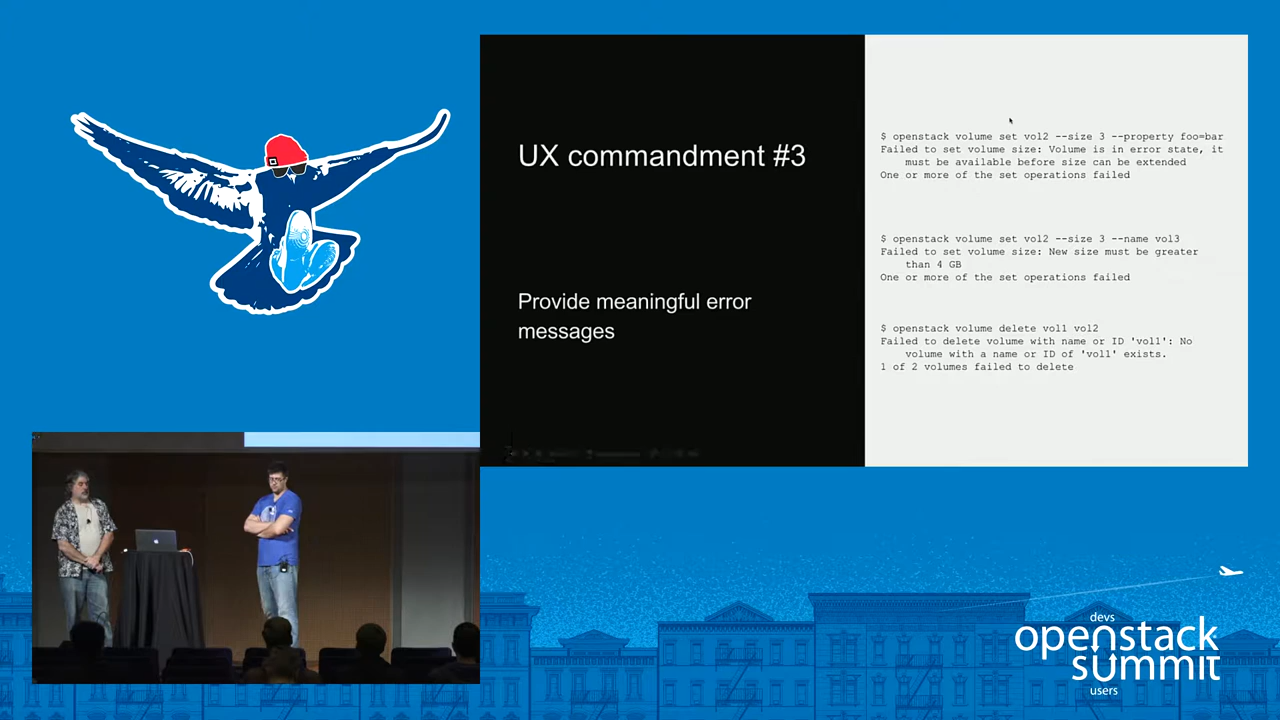 UX commandment #3
Provide meaningful error
messages
$ openstack volume set vol2 --size 3 --property foo=bar
Failed to set volume size: Volume is in error state, it
must be available before size can be extended
One or more of the set operations failed
$ openstack volume set vol2 --size 3 --name vol3
Failed to set volume size: New size must be greater
than 4 GB
One or more of the set operations failed
$ openstack volume delete vol1 vol2
Failed to delete volume with name or ID 'vol1': No
volume with a name or ID of 'vol1' exists.
1 of 2 volumes failed to delete
devs
openstack
summit
users